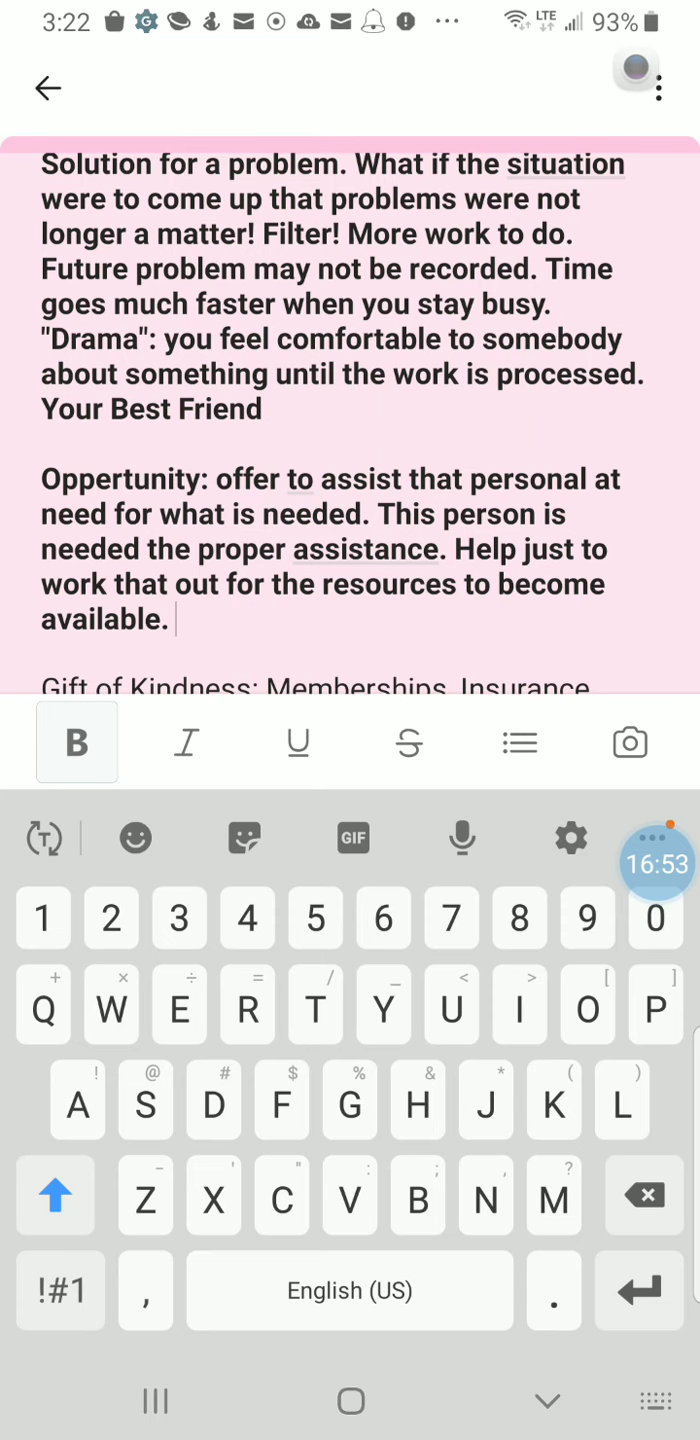 3:22 LTE 93%
Solution for a problem. What if the situation
were to come up that problems were not
longer a matter! Filter! More work to do.
Future problem may not be recorded. Time
goes much faster when you stay busy.
"Drama": you feel comfortable to somebody
about something until the work is processed.
Your Best Friend
Oppertunity: offer to assist that personal at
need for what is needed. This person is
needed the proper assistance. Help just to
work that out for the resources to become
available.
Gift of Kindness: Memberships, Insurance
B I U S
T GIF 16:53
1 2 3 4 5 6 7 8 9 0
+ × ÷ = / _ < > [ ]
Q W E R T Y U I O P
! @ # $ % & * ( )
A S D F G H J K L
- ' " : ; , ?
Z X C V B N M
!#1 , English (US) .